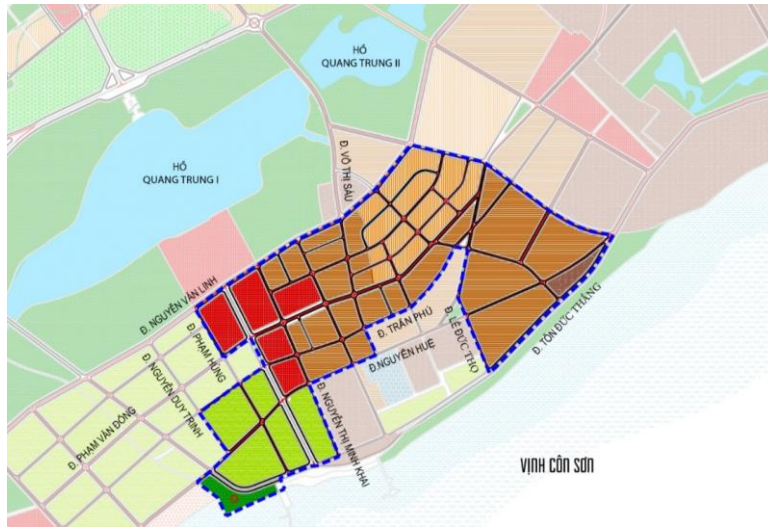 HỒ
QUANG TRUNG II
HỒ
QUANG TRUNG I
Đ. VÕ THỊ SÁU
Đ. NGUYỄN VĂN LINH
Đ. PHẠM HÙNG
Đ. NGUYỄN DUY TRINH
Đ. PHẠM VĂN ĐỒNG
Đ. TRẦN PHÚ
Đ.NGUYỄN HUỆ
Đ. LÊ ĐỨC THỌ
Đ. TÔN ĐỨC THẮNG
Đ. NGUYỄN THỊ MINH KHAI
VỊNH CÔN SƠN